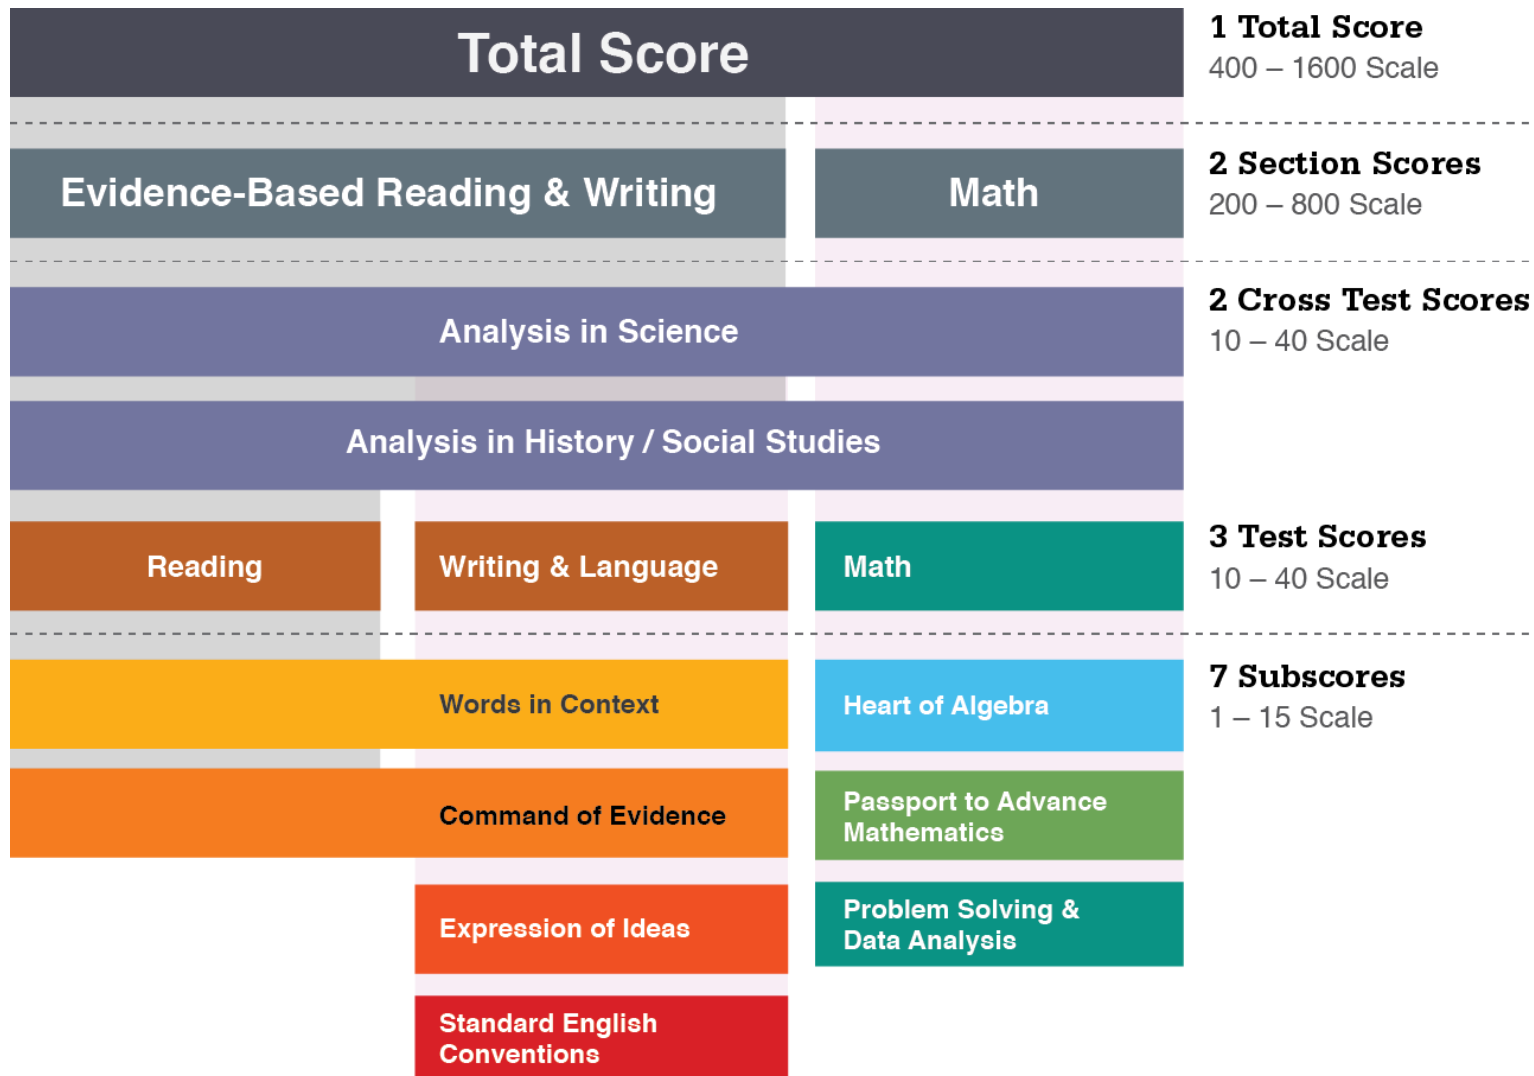 Total Score
1 Total Score
400 – 1600 Scale
Evidence-Based Reading & Writing
Math
2 Section Scores
200 – 800 Scale
Analysis in Science
2 Cross Test Scores
10 – 40 Scale
Analysis in History / Social Studies
Reading
Writing & Language
Math
3 Test Scores
10 – 40 Scale
Words in Context
Heart of Algebra
7 Subscores
1 – 15 Scale
Command of Evidence
Passport to Advance
Mathematics
Expression of Ideas
Problem Solving &
Data Analysis
Standard English
Conventions